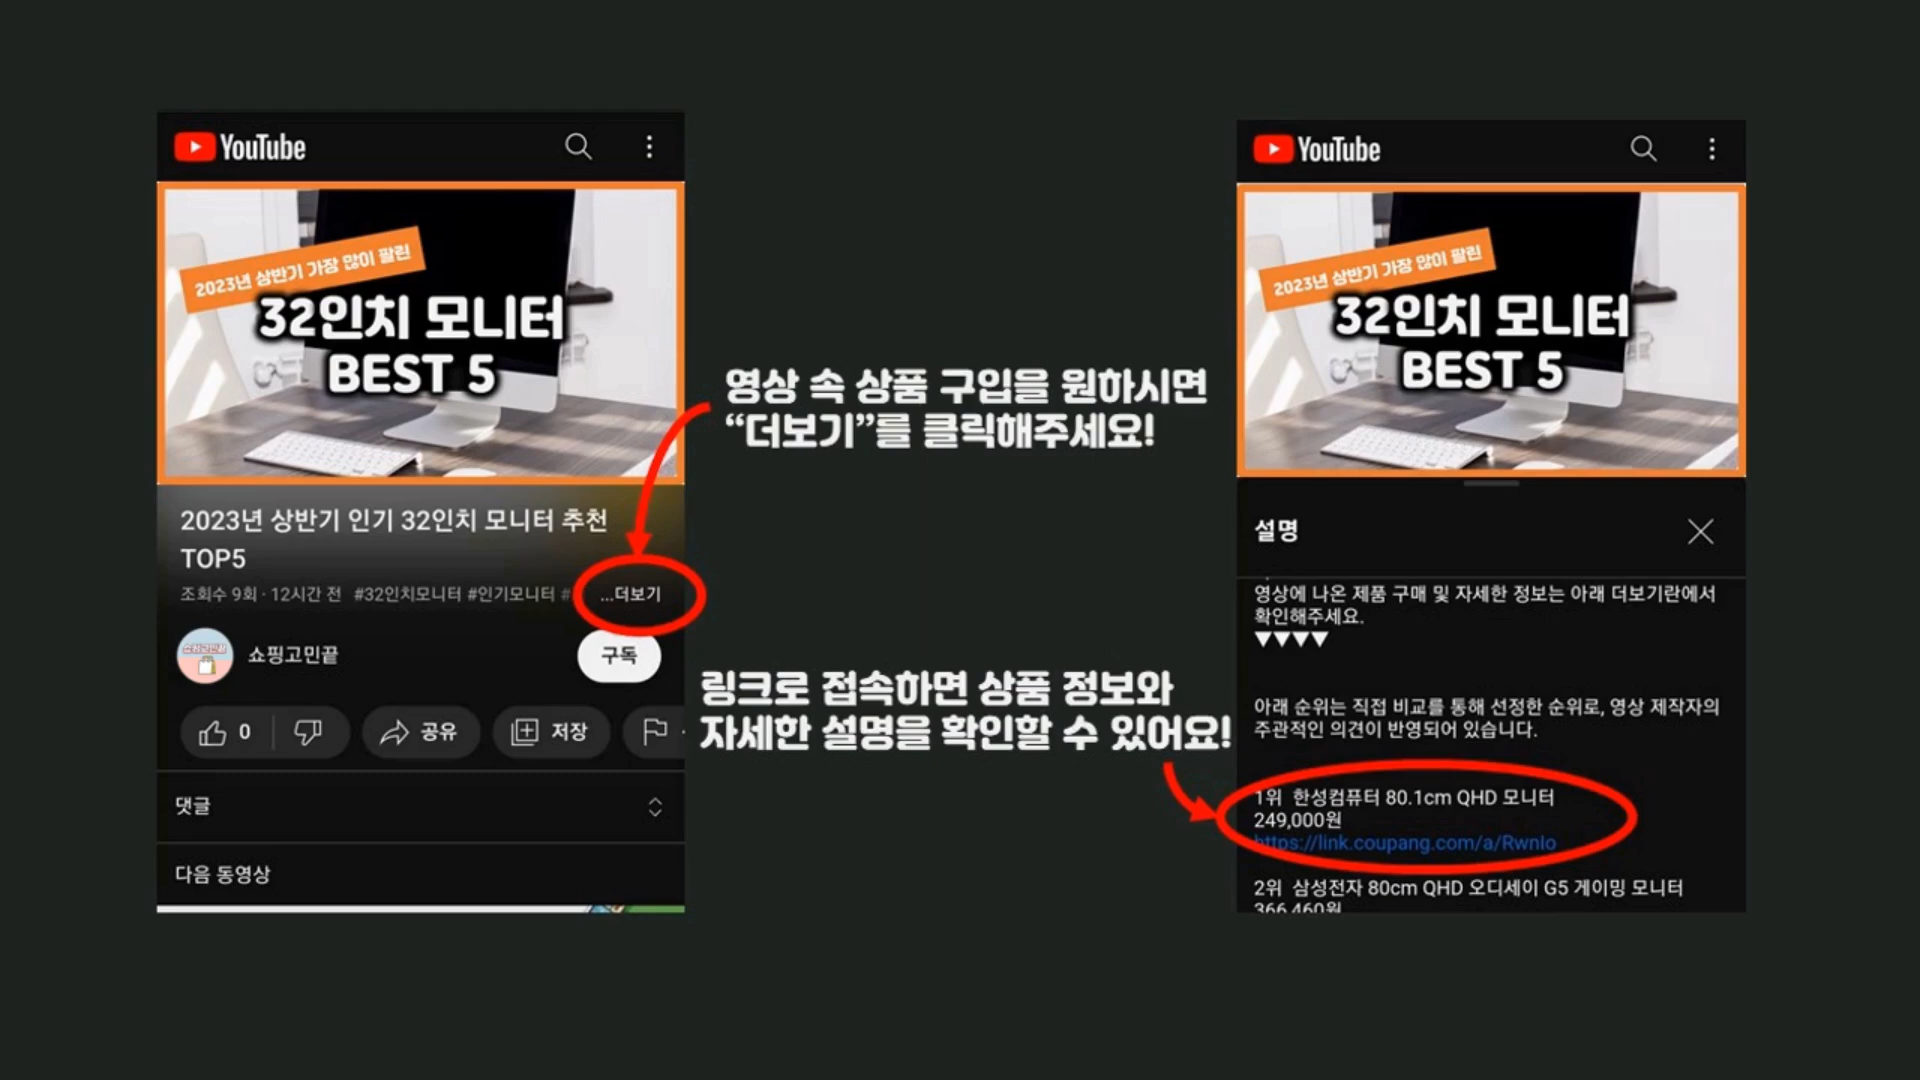 YouTube
2023년 상반기 가장 많이 팔린
32인치 모니터
BEST 5
2023년 상반기 인기 32인치 모니터 추천
TOP5
조회수 9회 · 12시간 전 #32인치모니터 #인기모니터 # ...더보기
쇼핑고민끝
쇼핑고민끝
구독
0
공유
저장
댓글
다음 동영상
영상 속 상품 구입을 원하시면
“더보기”를 클릭해주세요!
링크로 접속하면 상품 정보와
자세한 설명을 확인할 수 있어요!
YouTube
2023년 상반기 가장 많이 팔린
32인치 모니터
BEST 5
설명
영상에 나온 제품 구매 및 자세한 정보는 아래 더보기란에서
확인해주세요.
▼▼▼▼
아래 순위는 직접 비교를 통해 선정한 순위로, 영상 제작자의
주관적인 의견이 반영되어 있습니다.
1위 한성컴퓨터 80.1cm QHD 모니터
249,000원
https://link.coupang.com/a/RwnIo
2위 삼성전자 80cm QHD 오디세이 G5 게이밍 모니터
366,460원